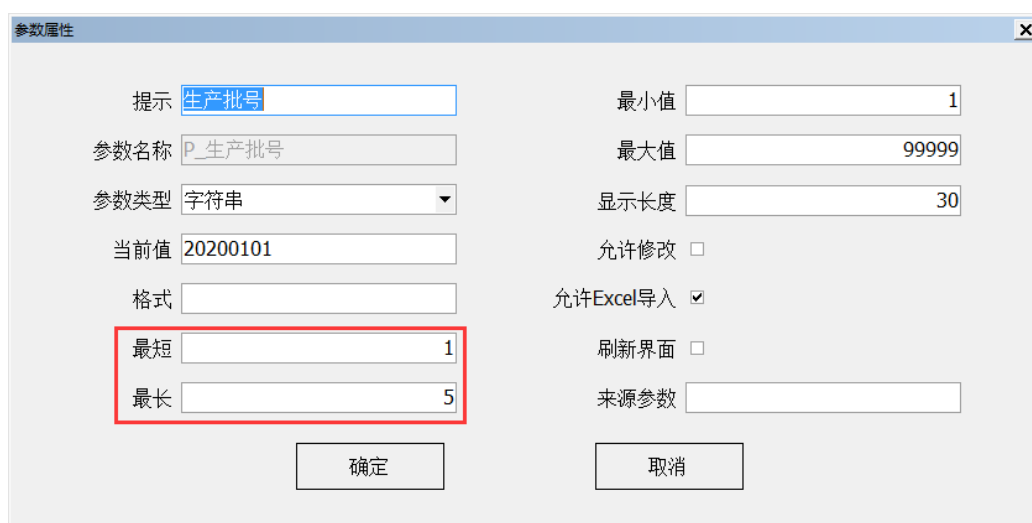 参数属性
提示 生产批号
最小值 1
参数名称 P_生产批号
最大值 99999
参数类型 字符串
显示长度 30
当前值 20200101
允许修改
格式
允许Excel导入
最短 1
刷新界面
最长 5
来源参数
确定
取消